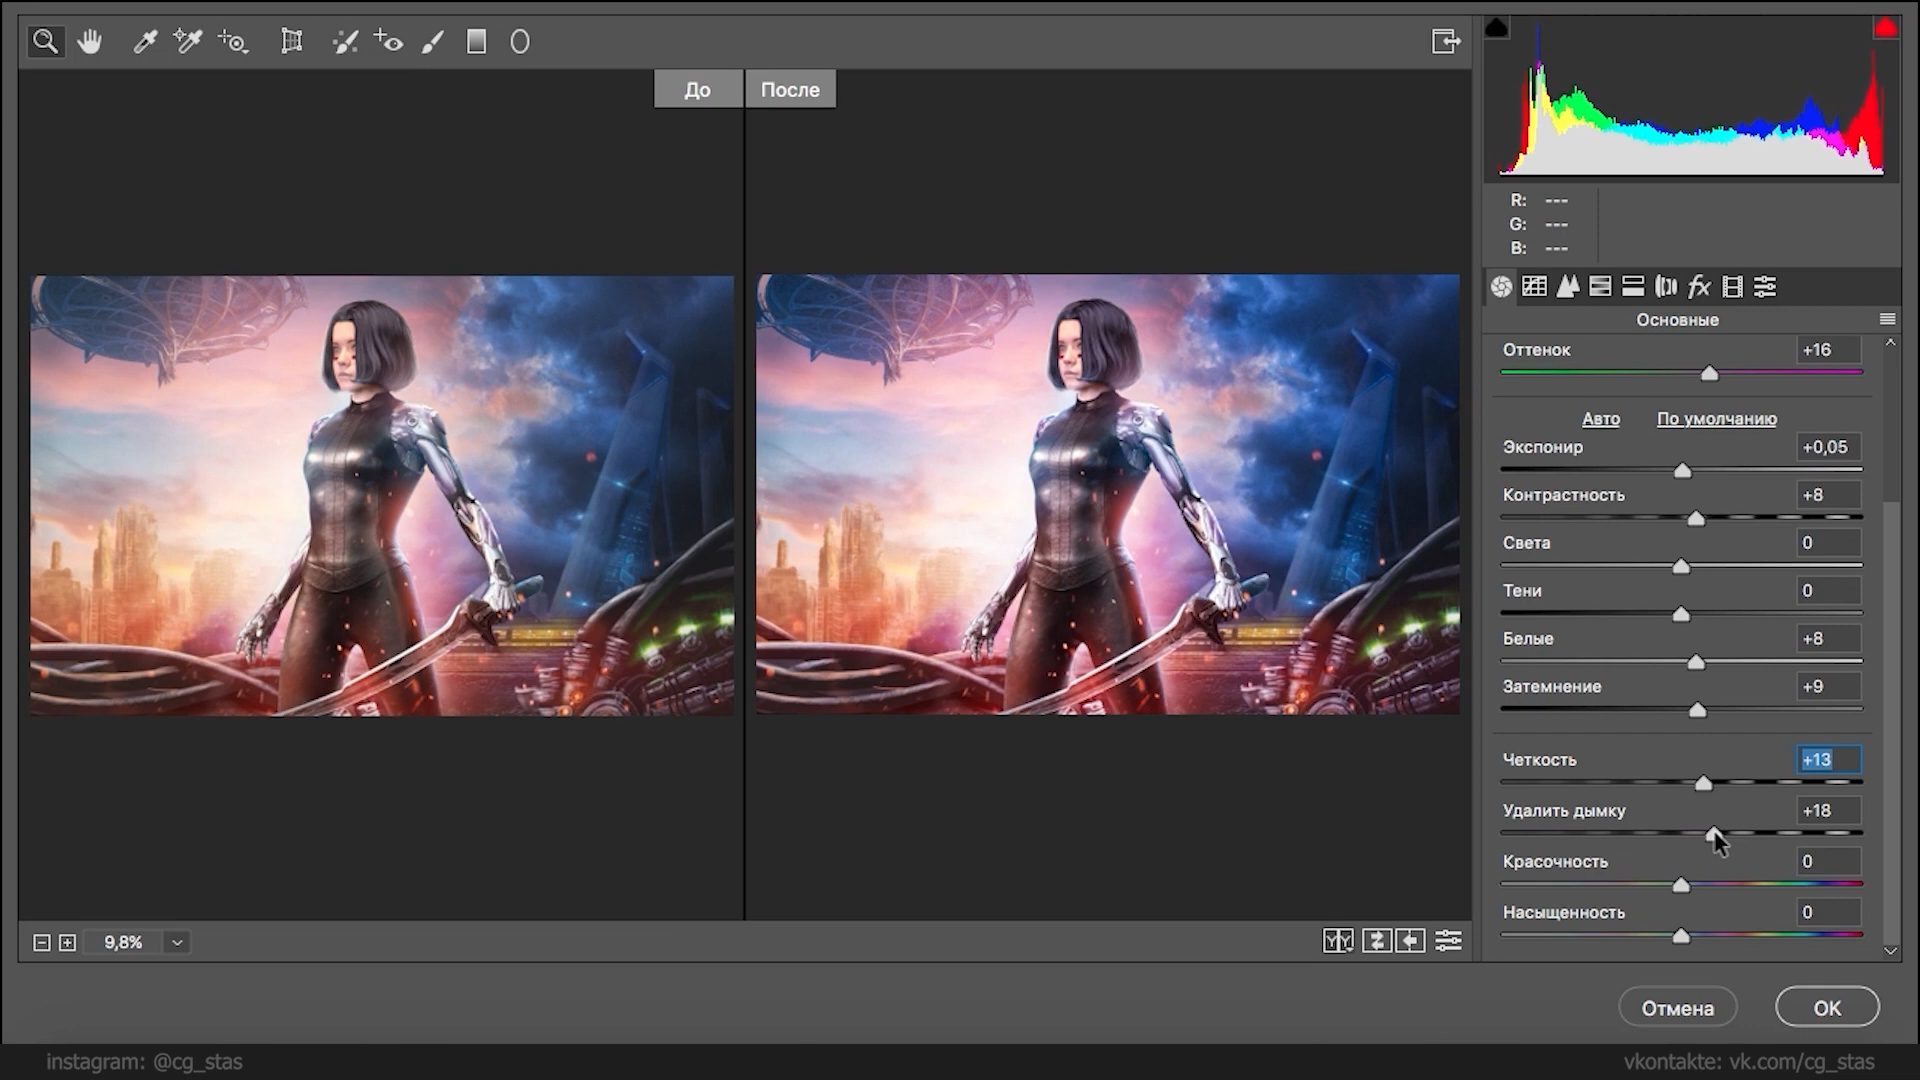 До
После
R: ---
G: ---
B: ---
fx
Основные
Оттенок +16
Авто По умолчанию
Экспонир +0,05
Контрастность +8
Света 0
Тени 0
Белые +8
Затемнение +9
Четкость +13
Удалить дымку +18
Красочность 0
Насыщенность 0
9,8%
Отмена
ОК
instagram: @cg_stas
vkontakte: vk.com/cg_stas